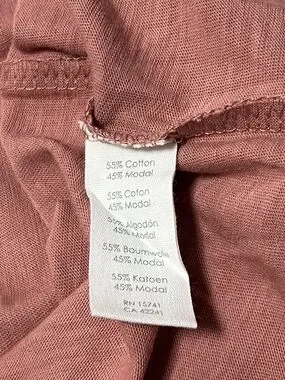 55% Cotton
45% Modal
55% Coton
45% Modal
55% Algodón
45% Modal
55% Baumwolle
45% Modal
55% Katoen
45% Modal
RN 15741
CA 42241